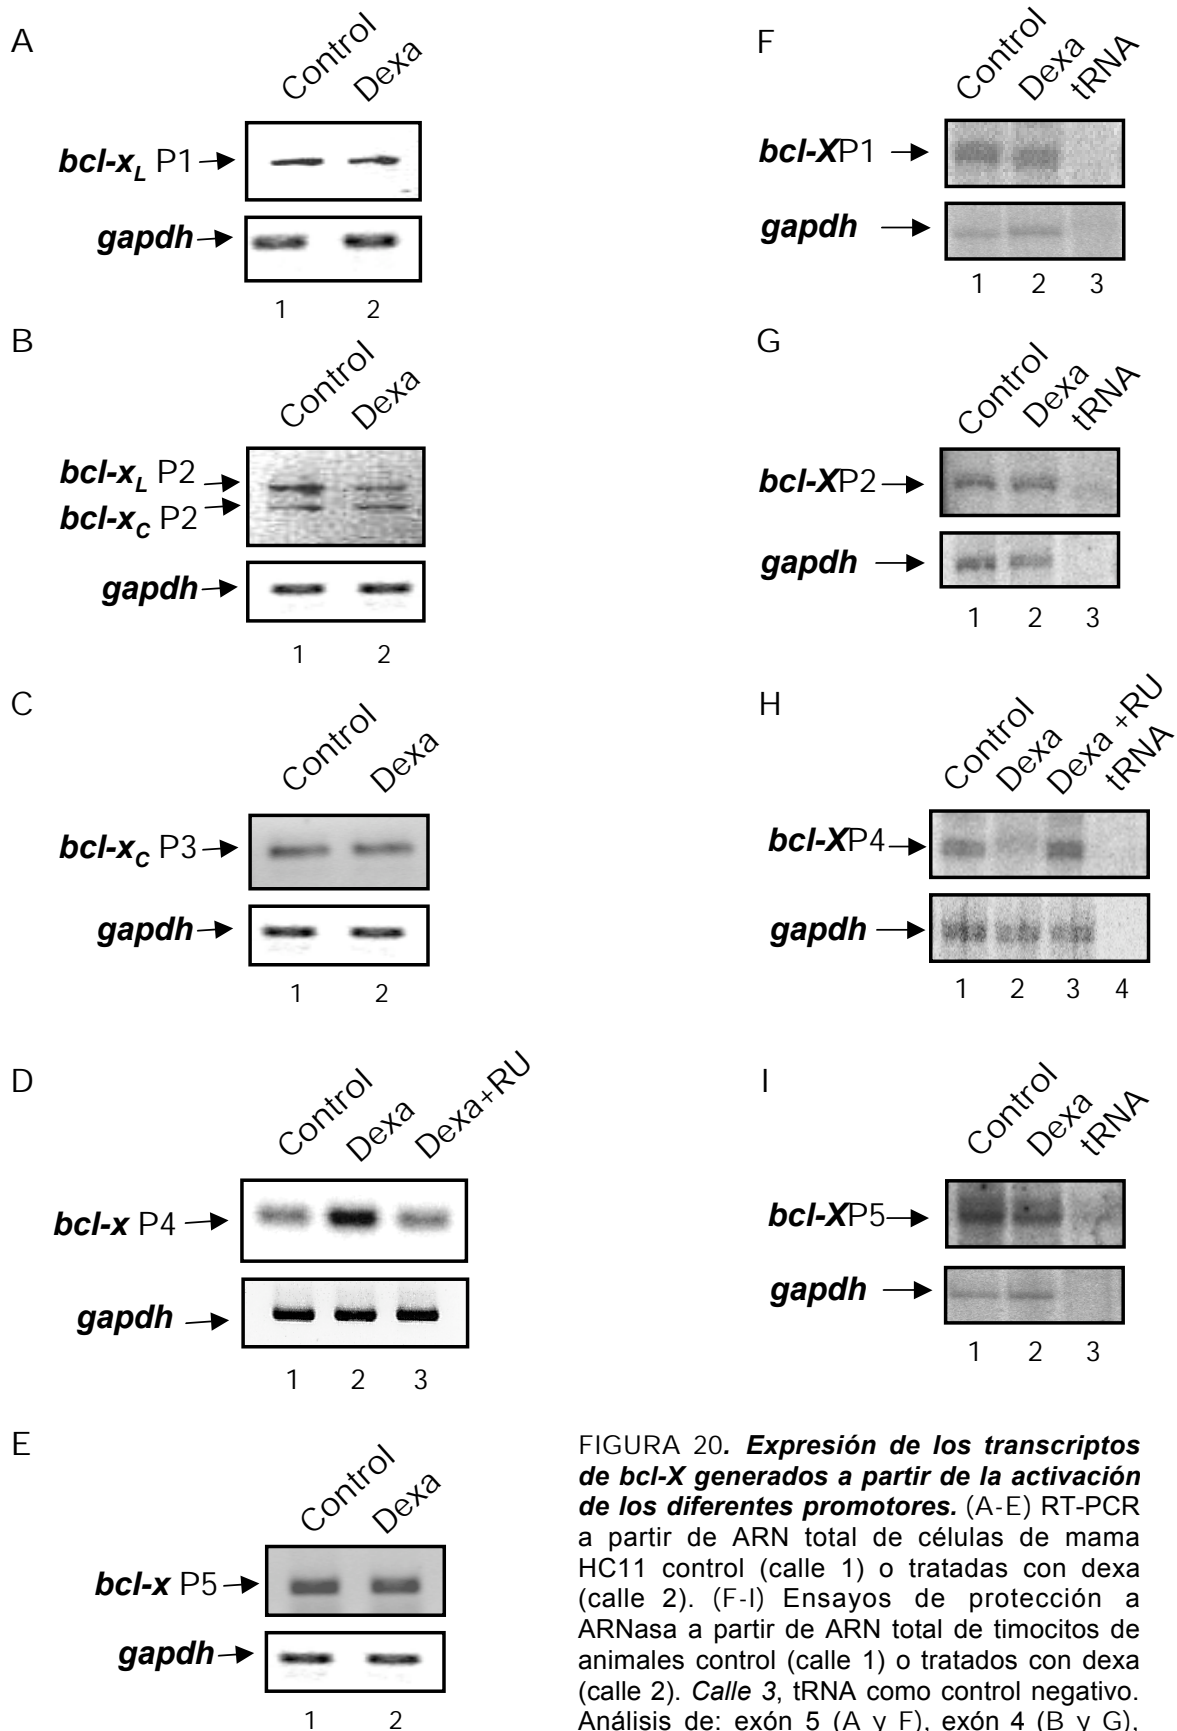 A
Control
Dexa
bcl-xL P1
gapdh
1 2
B
Control
Dexa
bcl-xL P2
bcl-xC P2
gapdh
1 2
C
Control
Dexa
bcl-xC P3
gapdh
1 2
D
Control
Dexa
Dexa+RU
bcl-x P4
gapdh
1 2 3
E
Control
Dexa
bcl-x P5
gapdh
1 2
F
Control
Dexa
tRNA
bcl-XP1
gapdh
1 2 3
G
Control
Dexa
tRNA
bcl-XP2
gapdh
1 2 3
H
Control
Dexa
Dexa +RU
tRNA
bcl-XP4
gapdh
1 2 3 4
I
Control
Dexa
tRNA
bcl-XP5
gapdh
1 2 3
FIGURA 20. Expresión de los transcriptos
de bcl-X generados a partir de la activación
de los diferentes promotores. (A-E) RT-PCR
a partir de ARN total de células de mama
HC11 control (calle 1) o tratadas con dexa
(calle 2). (F-I) Ensayos de protección a
ARNasa a partir de ARN total de timocitos de
animales control (calle 1) o tratados con dexa
(calle 2). Calle 3, tRNA como control negativo.
Análisis de: exón 5 (A y F), exón 4 (B y G),